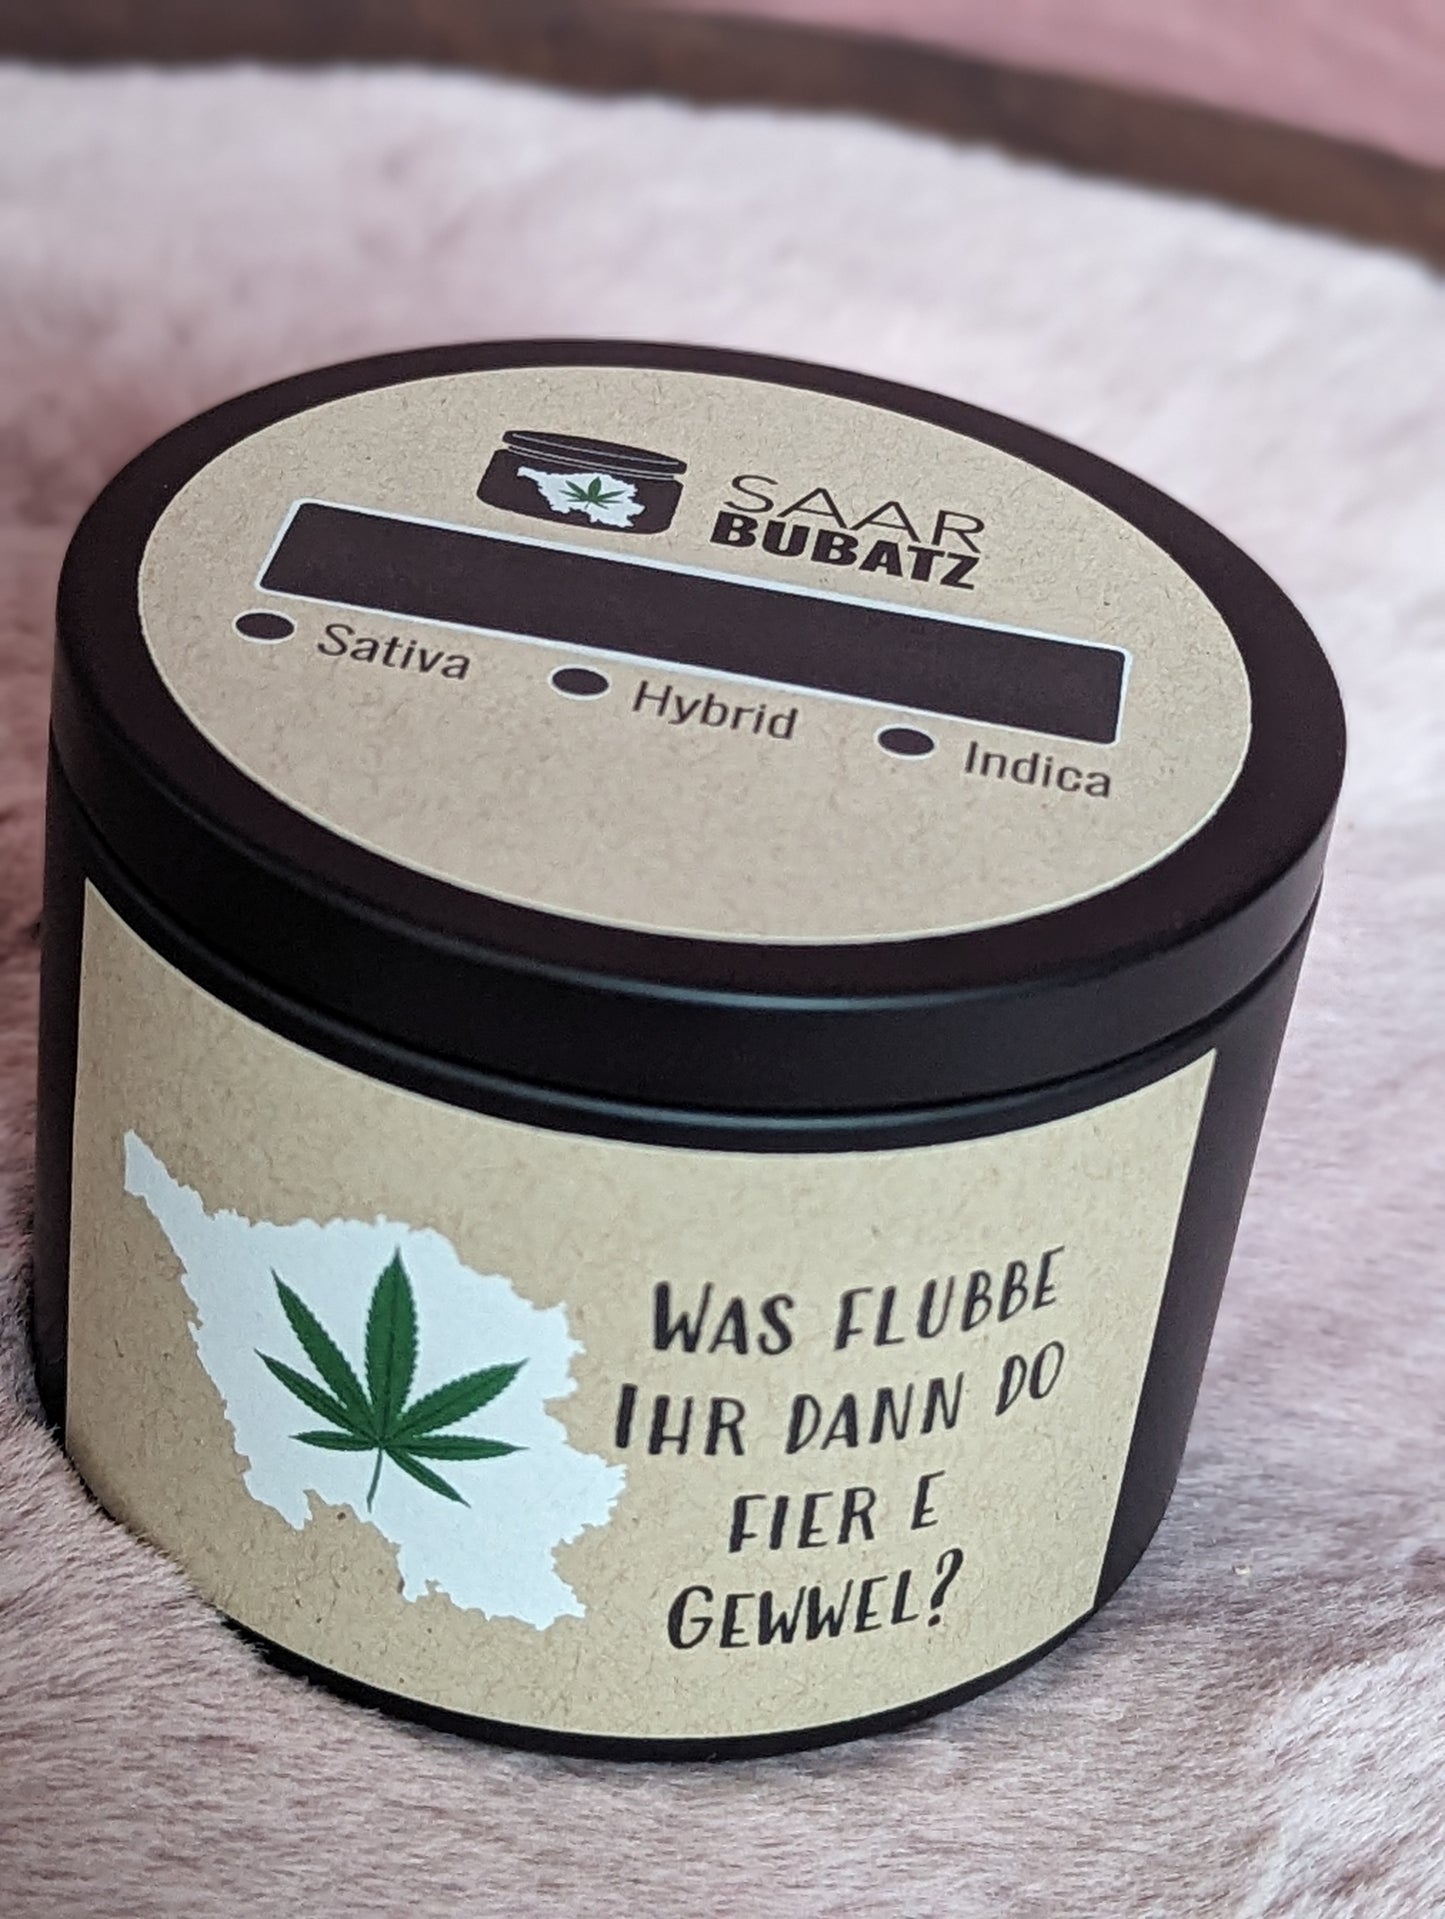 SAAR
BUBATZ
Sativa
Hybrid
Indica
WAS FLUBBE
IHR DANN DO
FIER E
GEWWEL?